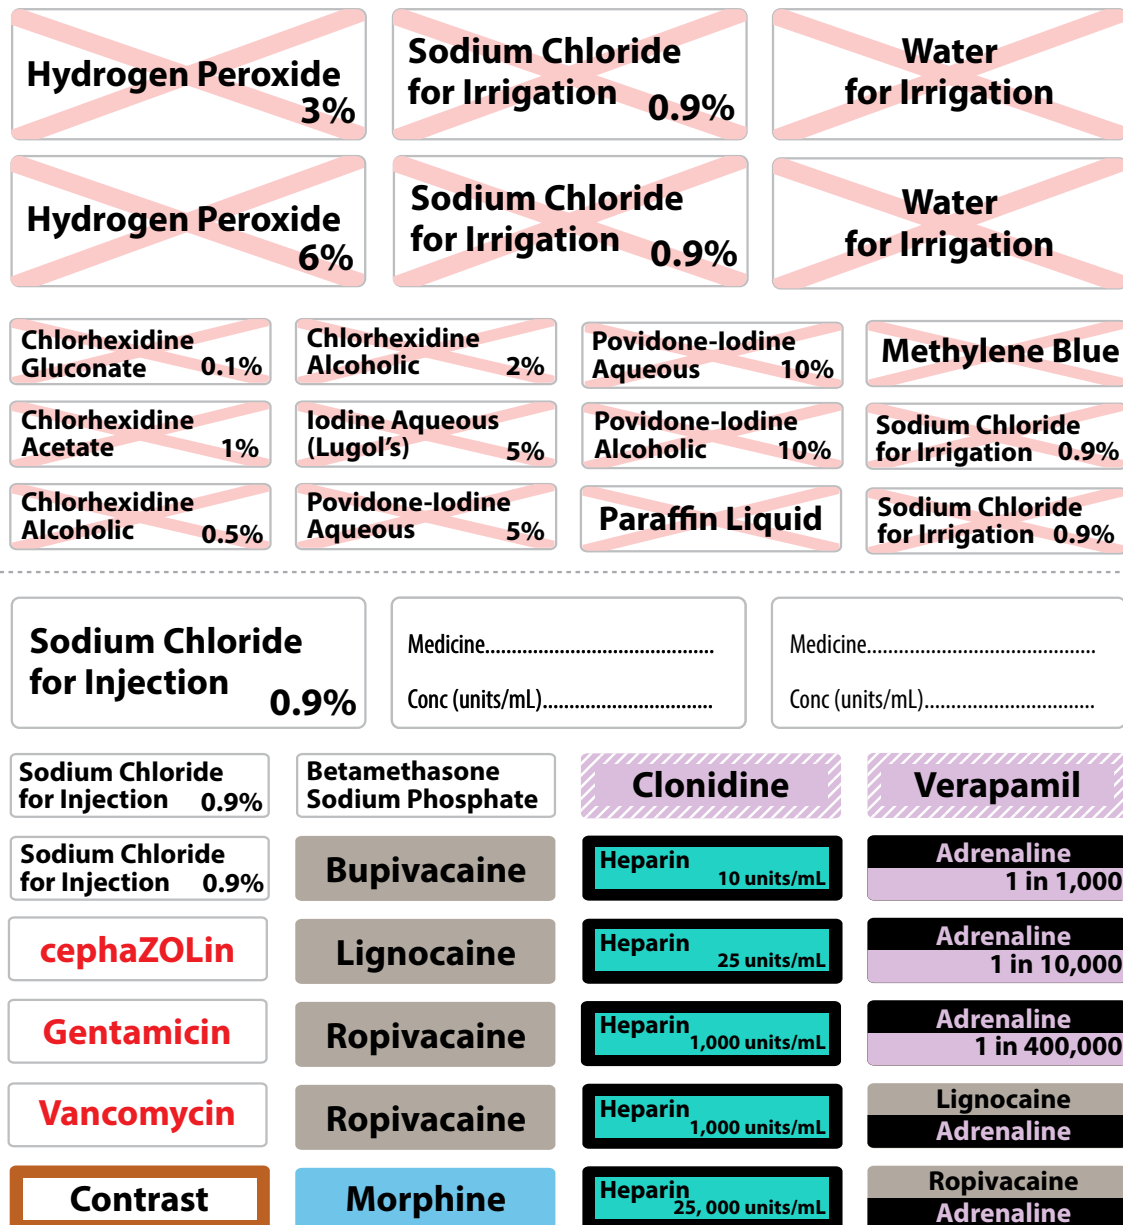 Hydrogen Peroxide
3%
Sodium Chloride
for Irrigation 0.9%
Water
for Irrigation
Hydrogen Peroxide
6%
Sodium Chloride
for Irrigation 0.9%
Water
for Irrigation
Chlorhexidine
Gluconate 0.1%
Chlorhexidine
Alcoholic 2%
Povidone-Iodine
Aqueous 10%
Methylene Blue
Chlorhexidine
Acetate 1%
Iodine Aqueous
(Lugol's) 5%
Povidone-Iodine
Alcoholic 10%
Sodium Chloride
for Irrigation 0.9%
Chlorhexidine
Alcoholic 0.5%
Povidone-Iodine
Aqueous 5%
Paraffin Liquid
Sodium Chloride
for Irrigation 0.9%
Sodium Chloride
for Injection 0.9%
Medicine...........................................
Conc (units/mL)................................
Medicine...........................................
Conc (units/mL)................................
Sodium Chloride
for Injection 0.9%
Betamethasone
Sodium Phosphate
Clonidine
Verapamil
Sodium Chloride
for Injection 0.9%
Bupivacaine
Heparin
10 units/mL
Adrenaline
1 in 1,000
cephaZOLin
Lignocaine
Heparin
25 units/mL
Adrenaline
1 in 10,000
Gentamicin
Ropivacaine
Heparin
1,000 units/mL
Adrenaline
1 in 400,000
Vancomycin
Ropivacaine
Heparin
1,000 units/mL
Lignocaine
Adrenaline
Contrast
Morphine
Heparin
25, 000 units/mL
Ropivacaine
Adrenaline